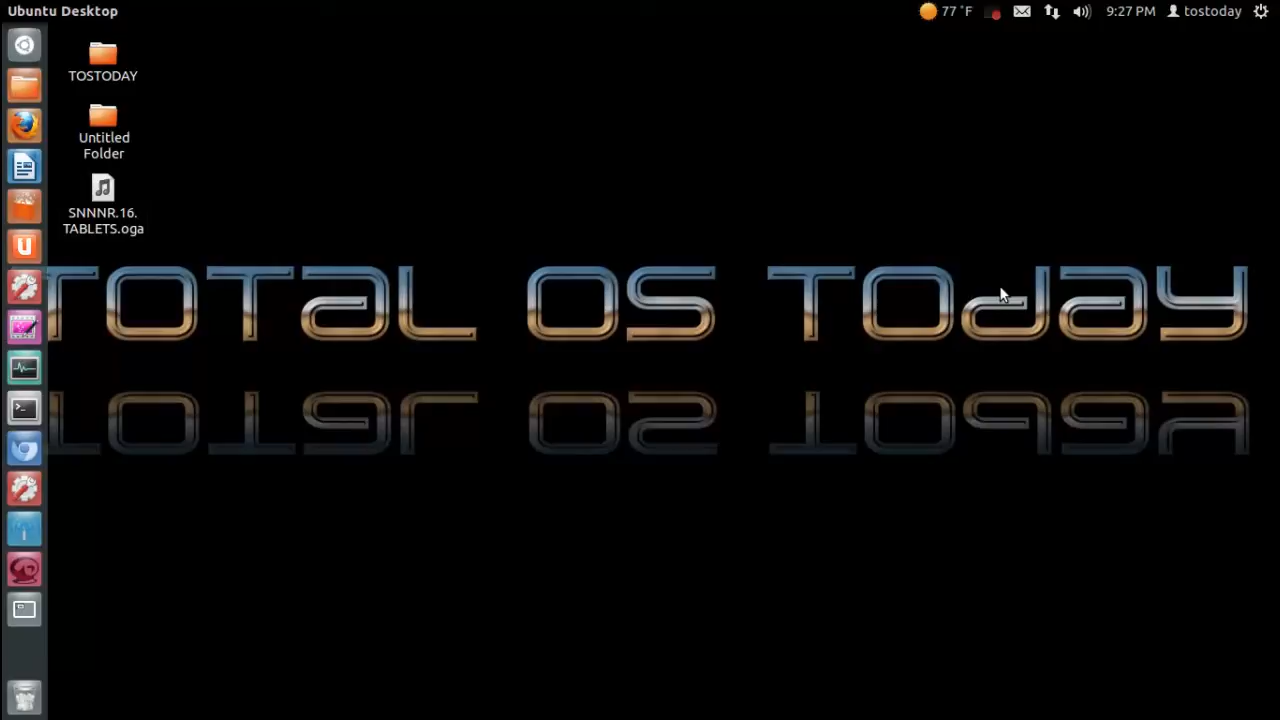 Ubuntu Desktop
77 °F
9:27 PM
tostoday
TOSTODAY
Untitled
Folder
SNNNR.16.
TABLETS.oga
TOTAL OS TODAY